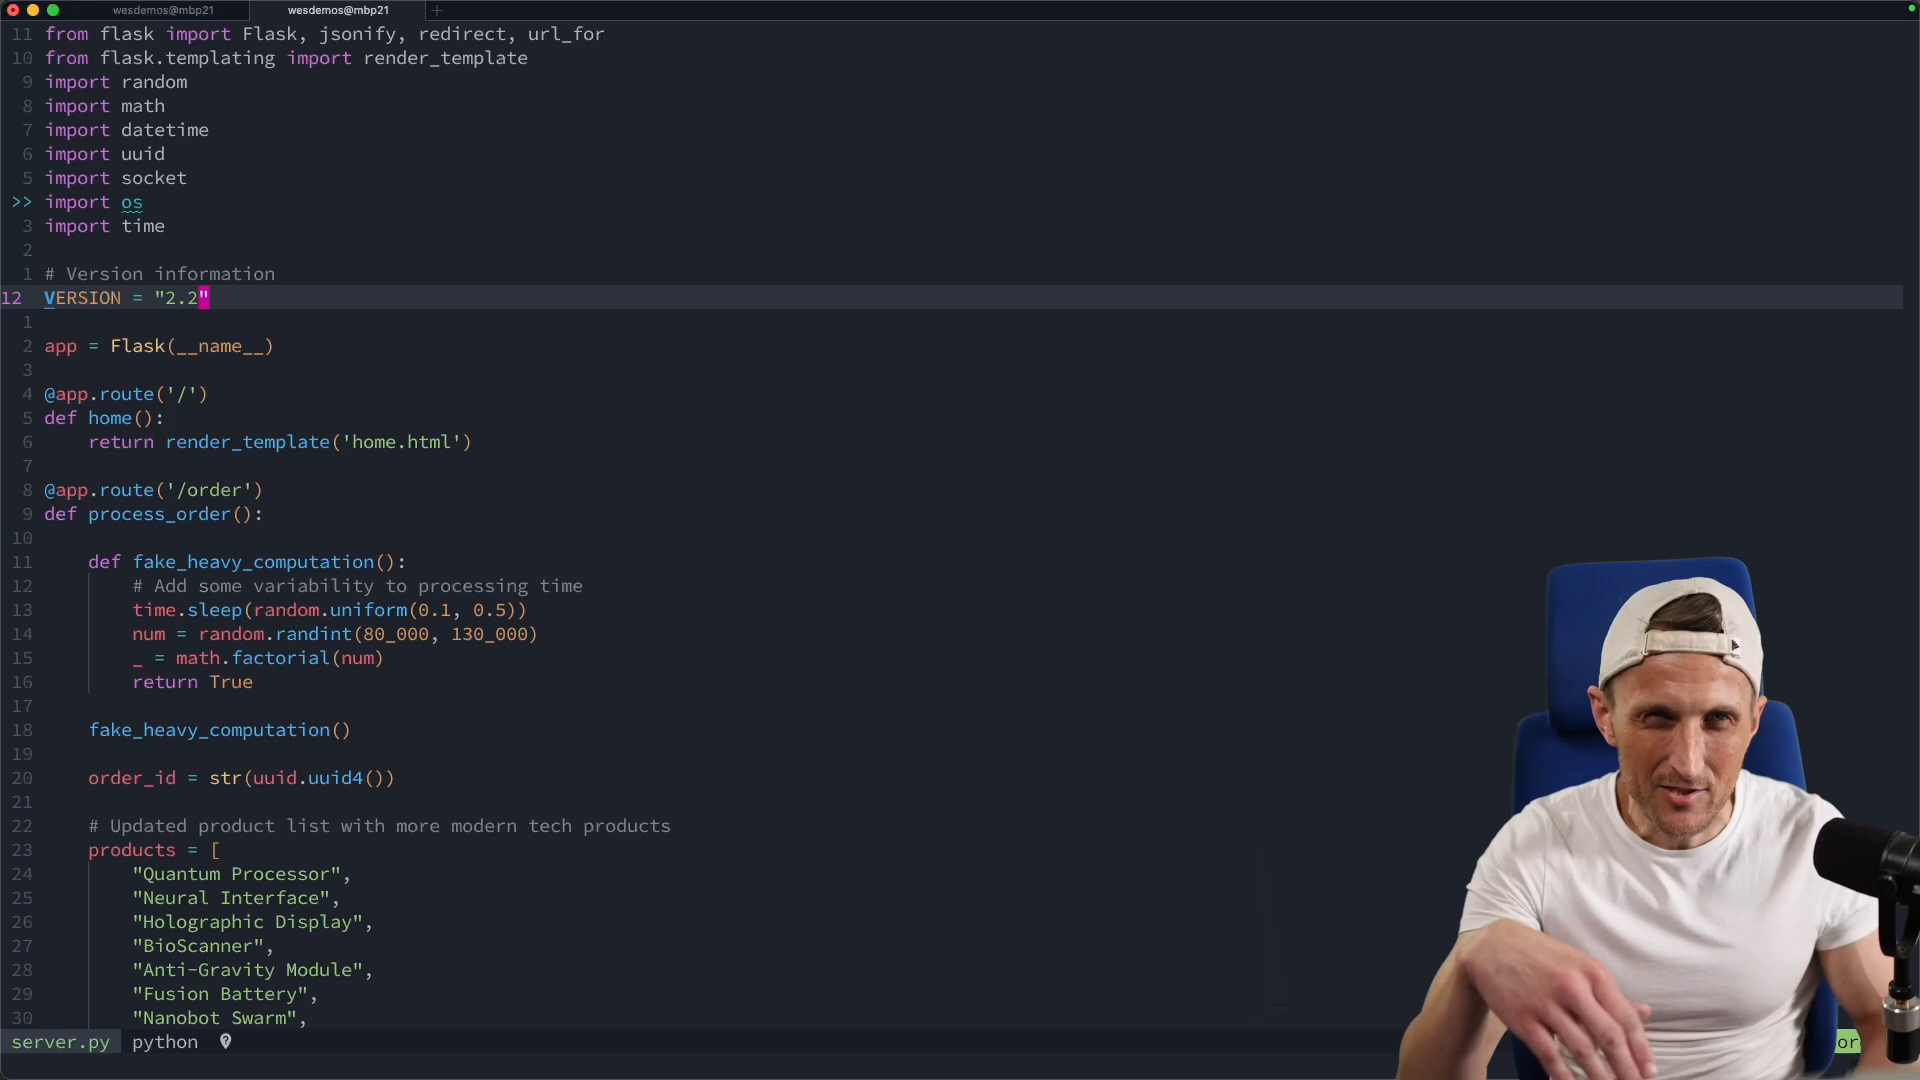 wesdemos@mbp21 wesdemos@mbp21 +
11 from flask import Flask, jsonify, redirect, url_for
10 from flask.templating import render_template
9 import random
8 import math
7 import datetime
6 import uuid
5 import socket
>> import os
3 import time
2
1 # Version information
12 VERSION = "2.2"
1
2 app = Flask(__name__)
3
4 @app.route('/')
5 def home():
6 return render_template('home.html')
7
8 @app.route('/order')
9 def process_order():
10
11 def fake_heavy_computation():
12 # Add some variability to processing time
13 time.sleep(random.uniform(0.1, 0.5))
14 num = random.randint(80_000, 130_000)
15 _ = math.factorial(num)
16 return True
17
18 fake_heavy_computation()
19
20 order_id = str(uuid.uuid4())
21
22 # Updated product list with more modern tech products
23 products = [
24 "Quantum Processor",
25 "Neural Interface",
26 "Holographic Display",
27 "BioScanner",
28 "Anti-Gravity Module",
29 "Fusion Battery",
30 "Nanobot Swarm",
server.py python or